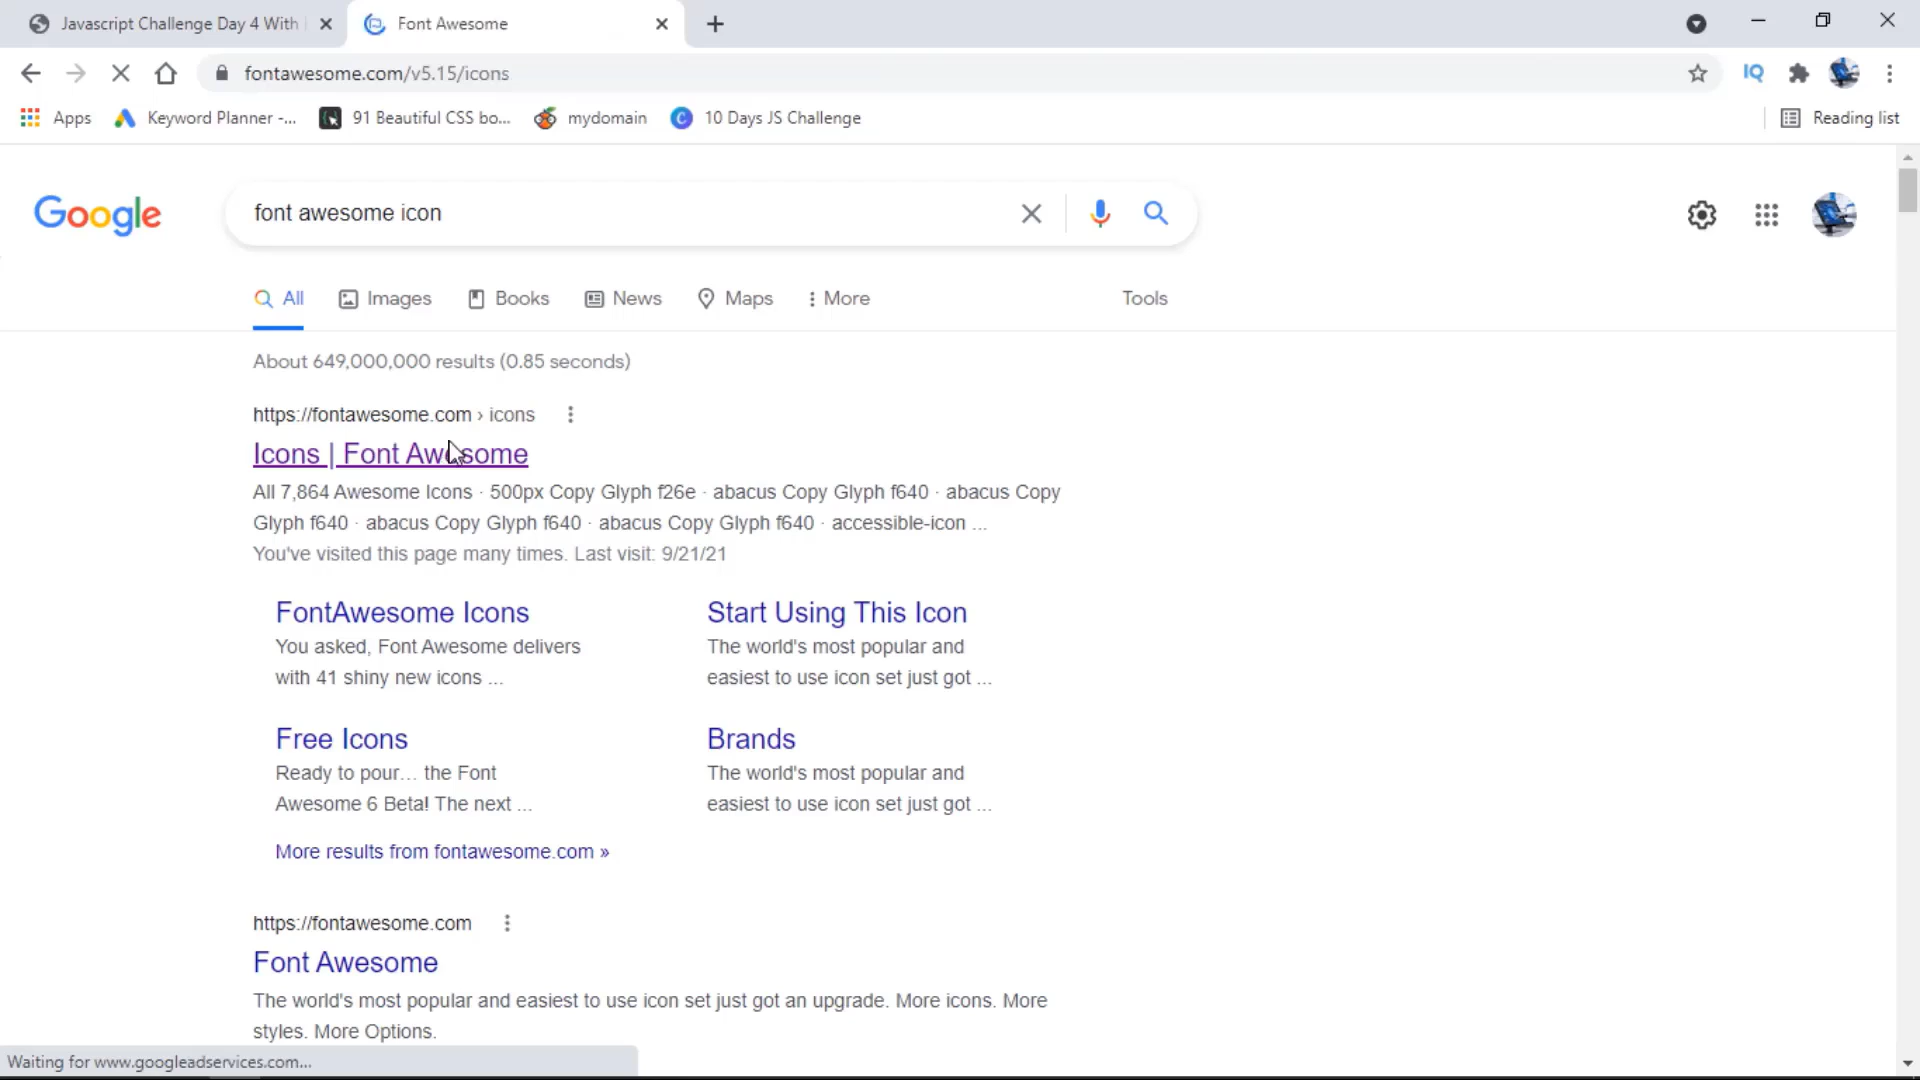 Javascript Challenge Day 4 With
Font Awesome
fontawesome.com/v5.15/icons
IQ
Apps
Keyword Planner -...
91 Beautiful CSS bo...
mydomain
10 Days JS Challenge
Reading list
Google
font awesome icon
All
Images
Books
News
Maps
More
Tools
About 649,000,000 results (0.85 seconds)
https://fontawesome.com › icons
Icons | Font Awesome
All 7,864 Awesome Icons · 500px Copy Glyph f26e · abacus Copy Glyph f640 · abacus Copy
Glyph f640 · abacus Copy Glyph f640 · abacus Copy Glyph f640 · accessible-icon ...
You've visited this page many times. Last visit: 9/21/21
FontAwesome Icons
You asked, Font Awesome delivers
with 41 shiny new icons ...
Start Using This Icon
The world's most popular and
easiest to use icon set just got ...
Free Icons
Ready to pour… the Font
Awesome 6 Beta! The next ...
Brands
The world's most popular and
easiest to use icon set just got ...
More results from fontawesome.com »
https://fontawesome.com
Font Awesome
The world's most popular and easiest to use icon set just got an upgrade. More icons. More
styles. More Options.
Waiting for www.googleadservices.com...